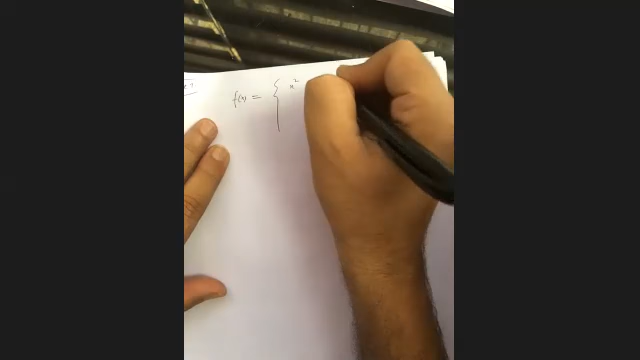 f(x) = { x²